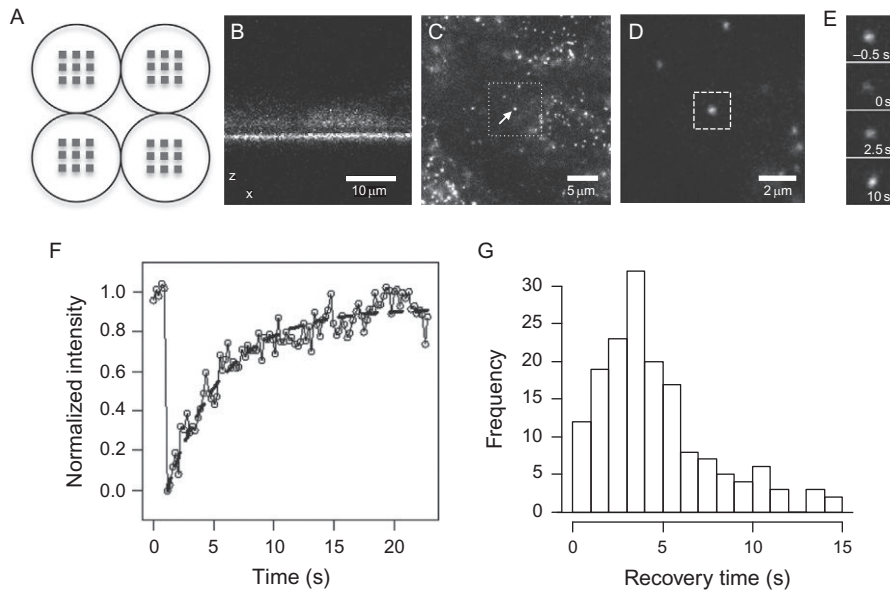 A
B
z
x
10 μm
C
5 μm
D
2 μm
E
–0.5 s
0 s
2.5 s
10 s
F
Normalized intensity
1.0
0.8
0.6
0.4
0.2
0.0
0 5 10 15 20
Time (s)
G
Frequency
30
25
20
15
10
5
0
0 5 10 15
Recovery time (s)